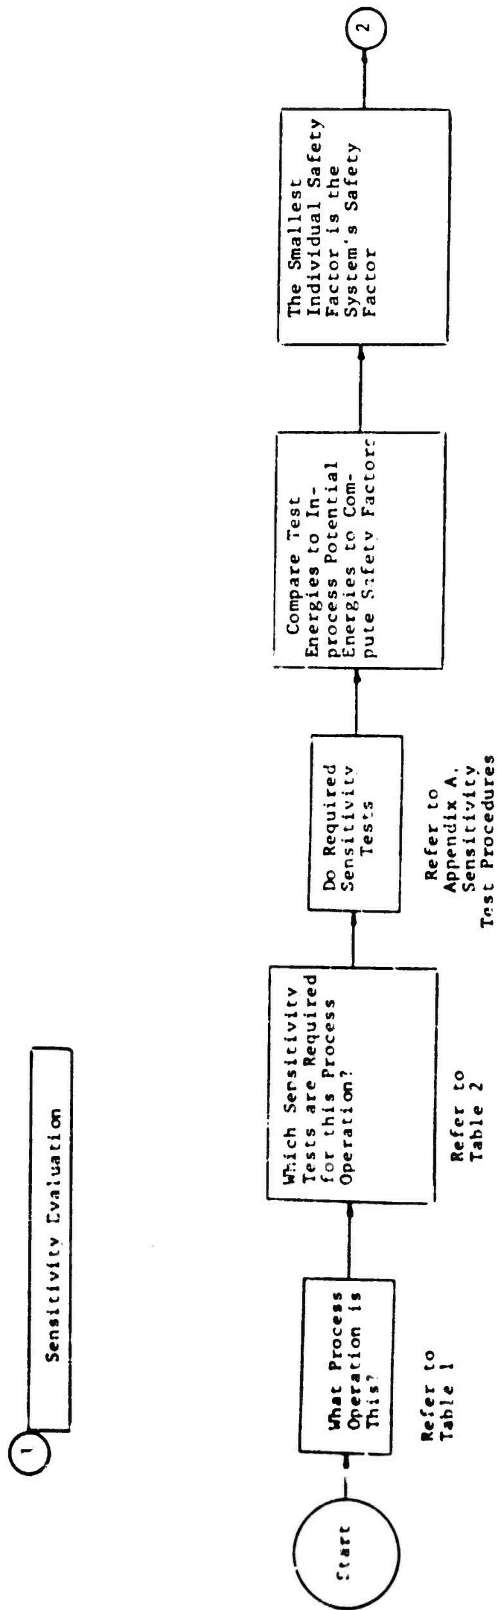 1
Sensitivity Evaluation
Start
What Process
Operation is
This?
Refer to
Table 1
Which Sensitivity
Tests are Required
for this Process
Operation?
Refer to
Table 2
Do Required
Sensitivity
Tests
Refer to
Appendix A,
Sensitivity
Test Procedures
Compare Test
Energies to In-
process Potential
Energies to Com-
pute Safety Factors
The Smallest
Individual Safety
Factor is the
System's Safety
Factor
2